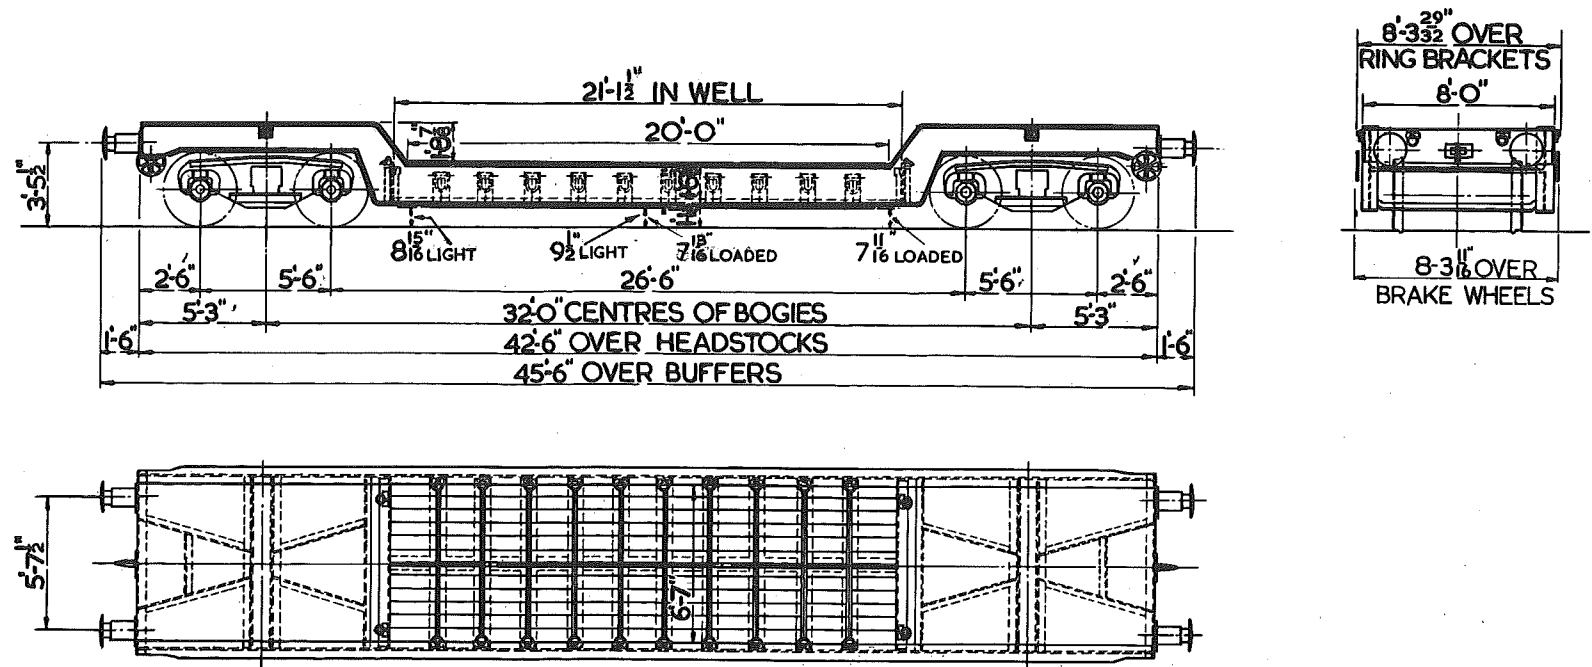 8'-3 29/32" OVER
RING BRACKETS
8'-0"
21'-1 1/2" IN WELL
20'-0"
3'-5 1/2"
8 15/16" LIGHT
9 1/2" LIGHT
LOADED
7 11/16" LOADED
2'-6"
5'-6"
26'-6"
5'-6"
2'-6"
5'-3"
32'-0" CENTRES OF BOGIES
5'-3"
1'-6"
42'-6" OVER HEADSTOCKS
1'-6"
45'-6" OVER BUFFERS
8-3 11/16" OVER
BRAKE WHEELS
5'-7 1/2"
6'-7"